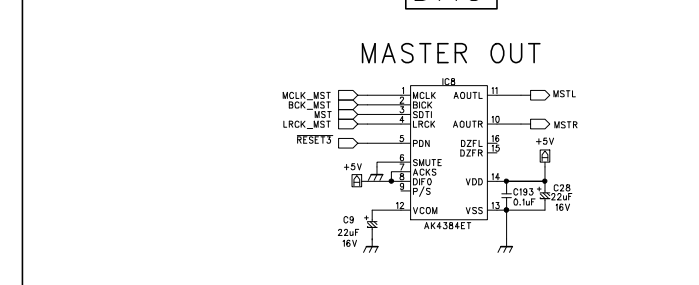 MASTER OUT
IC8
MCLK_MST 1 MCLK AOUTL 11 MSTL
BCK_MST 2 BICK
MST 3 SDTI
LRCK_MST 4 LRCK AOUTR 10 MSTR
RESET3 5 PDN DZFL 16
DZFR 15 +5V
6 SMUTE
+5V 7 ACKS
8 DIF0 VDD 14
9 P/S C193 + C28
0.1uF 22uF
16V
12 VCOM VSS 13
C9 + AK4384ET
22uF
16V